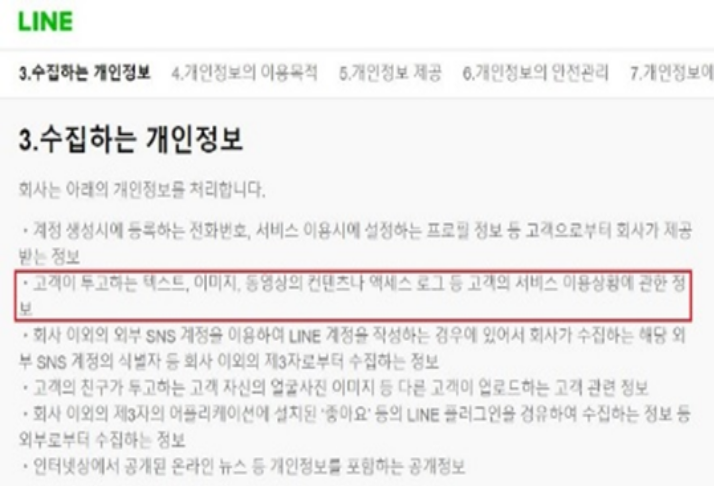 LINE
3.수집하는 개인정보 4.개인정보의 이용목적 5.개인정보 제공 6.개인정보의 안전관리 7.개인정보에
3.수집하는 개인정보
회사는 아래의 개인정보를 처리합니다.
・계정 생성시에 등록하는 전화번호, 서비스 이용시에 설정하는 프로필 정보 등 고객으로부터 회사가 제공
받는 정보
・고객이 투고하는 텍스트, 이미지, 동영상의 컨텐츠나 액세스 로그 등 고객의 서비스 이용상황에 관한 정
보
・회사 이외의 외부 SNS 계정을 이용하여 LINE 계정을 작성하는 경우에 있어서 회사가 수집하는 해당 외
부 SNS 계정의 식별자 등 회사 이외의 제3자로부터 수집하는 정보
・고객의 친구가 투고하는 고객 자신의 얼굴사진 이미지 등 다른 고객이 업로드하는 고객 관련 정보
・회사 이외의 제3자의 어플리케이션에 설치된 '좋아요' 등의 LINE 플러그인을 경유하여 수집하는 정보 등
외부로부터 수집하는 정보
・인터넷상에서 공개된 온라인 뉴스 등 개인정보를 포함하는 공개정보